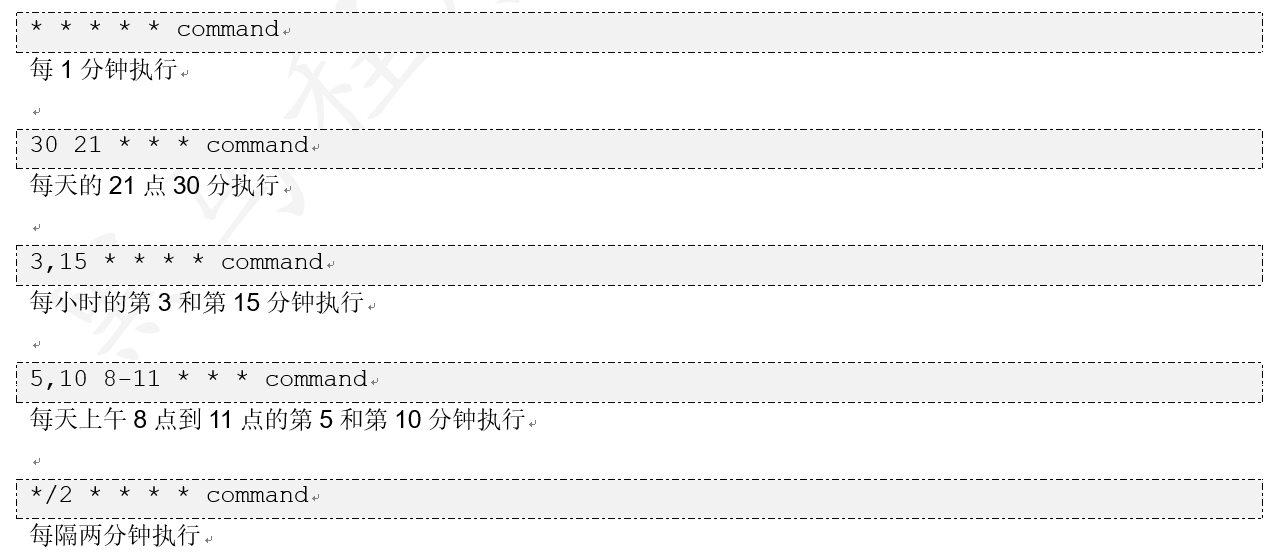 * * * * * command
每 1 分钟执行
30 21 * * * command
每天的 21 点 30 分执行
3,15 * * * * command
每小时的第 3 和第 15 分钟执行
5,10 8-11 * * * command
每天上午 8 点到 11 点的第 5 和第 10 分钟执行
*/2 * * * * command
每隔两分钟执行